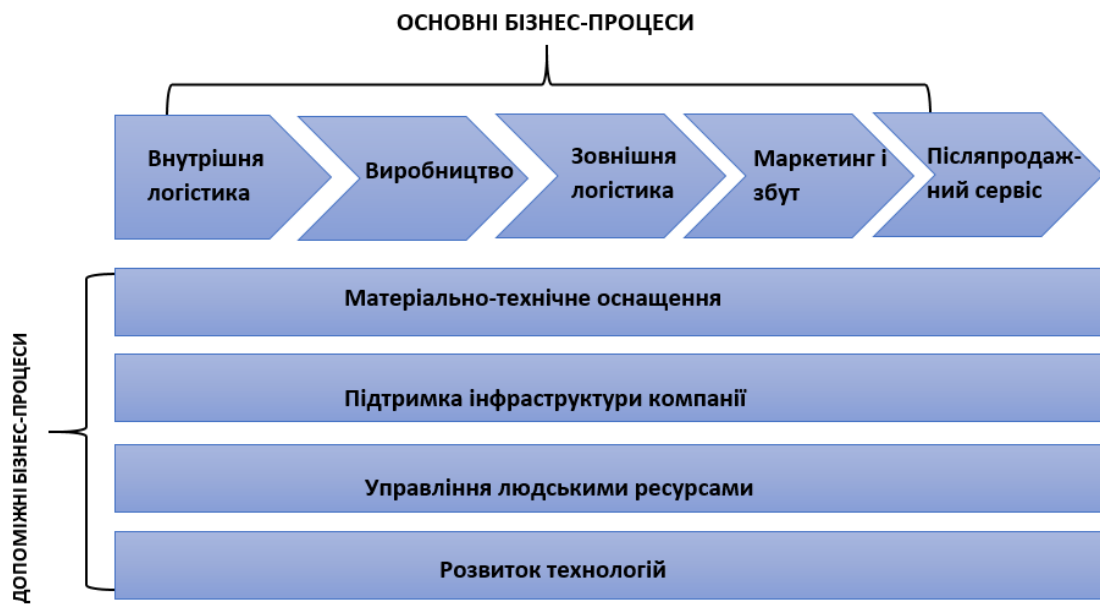 ОСНОВНІ БІЗНЕС-ПРОЦЕСИ
Внутрішня
логістика
Виробництво
Зовнішня
логістика
Маркетинг і
збут
Післяпродаж-
ний сервіс
ДОПОМІЖНІ БІЗНЕС-ПРОЦЕСИ
Матеріально-технічне оснащення
Підтримка інфраструктури компанії
Управління людськими ресурсами
Розвиток технологій